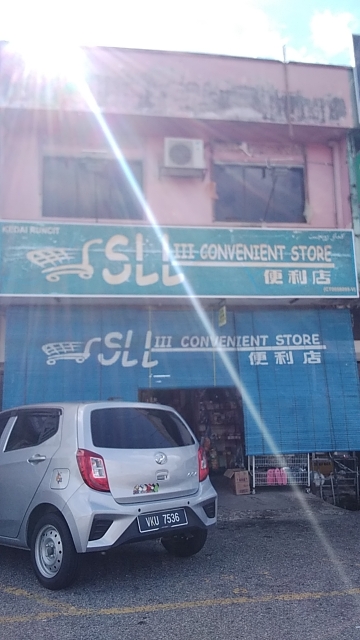 KEDAI RUNCIT
SLL III CONVENIENT STORE
便利店
SLL III CONVENIENT STORE
便利店
VKU 7536